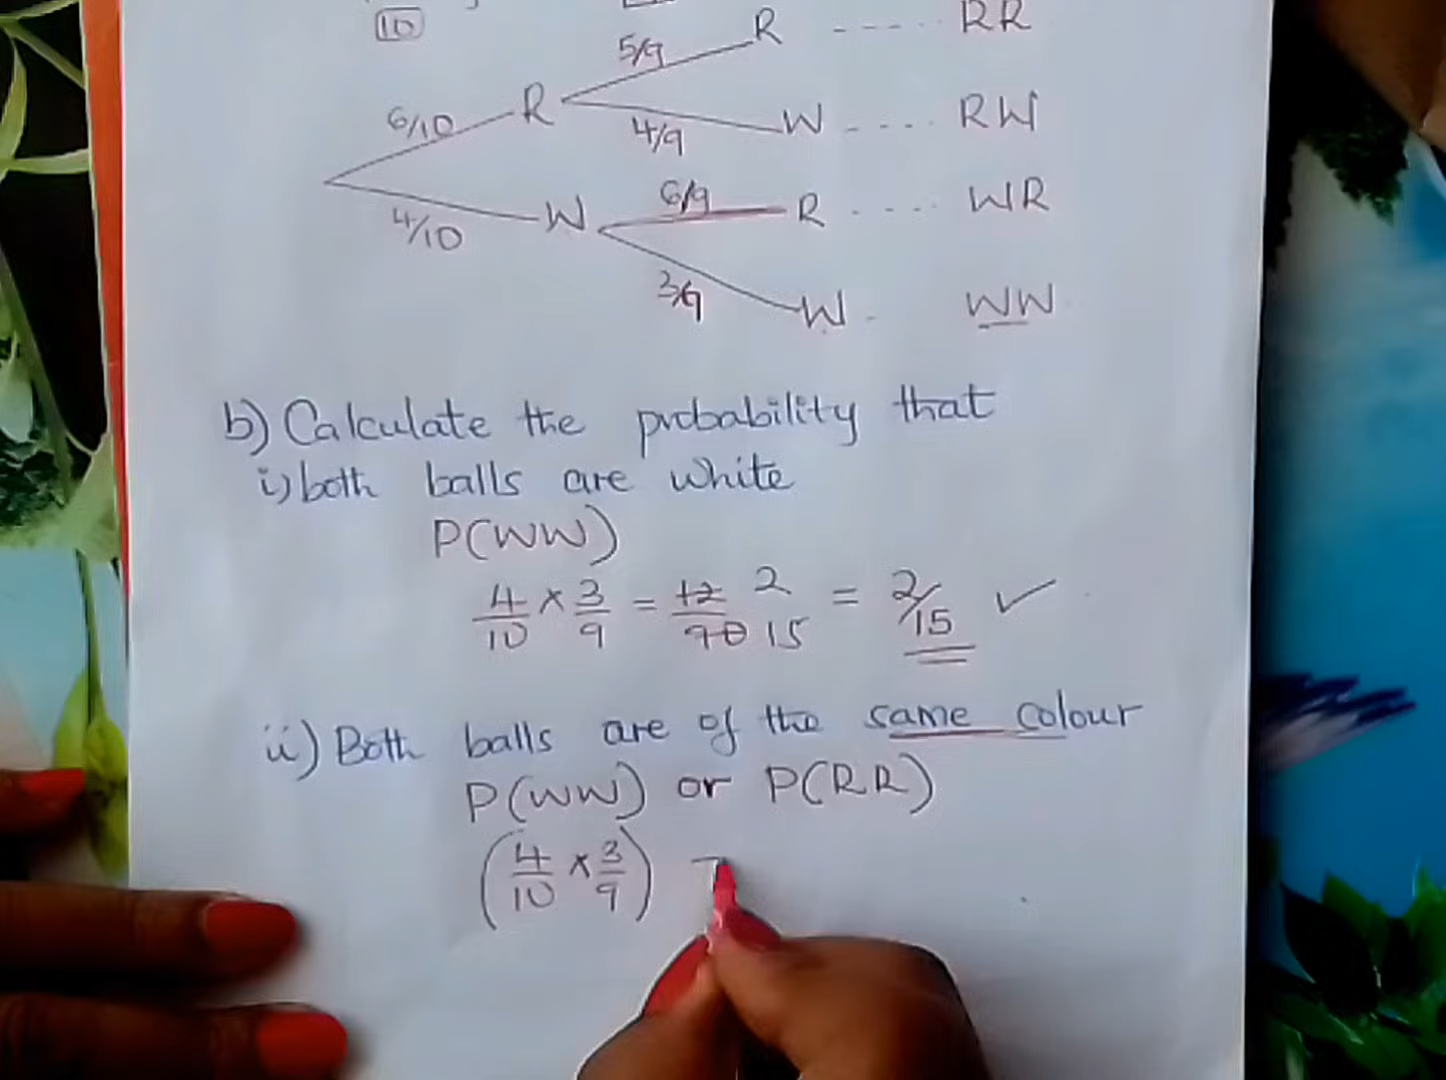 10
5/9 R ---- RR
6/10 R
4/9 W ---- RW
6/9 R ---- WR
4/10 W
3/9 W - WW
b) Calculate the probability that
i) both balls are white
P(WW)
4/10 × 3/9 = 12/90 2/15 = 2/15 ✓
ii) Both balls are of the same colour
P(WW) or P(RR)
(4/10 × 3/9)